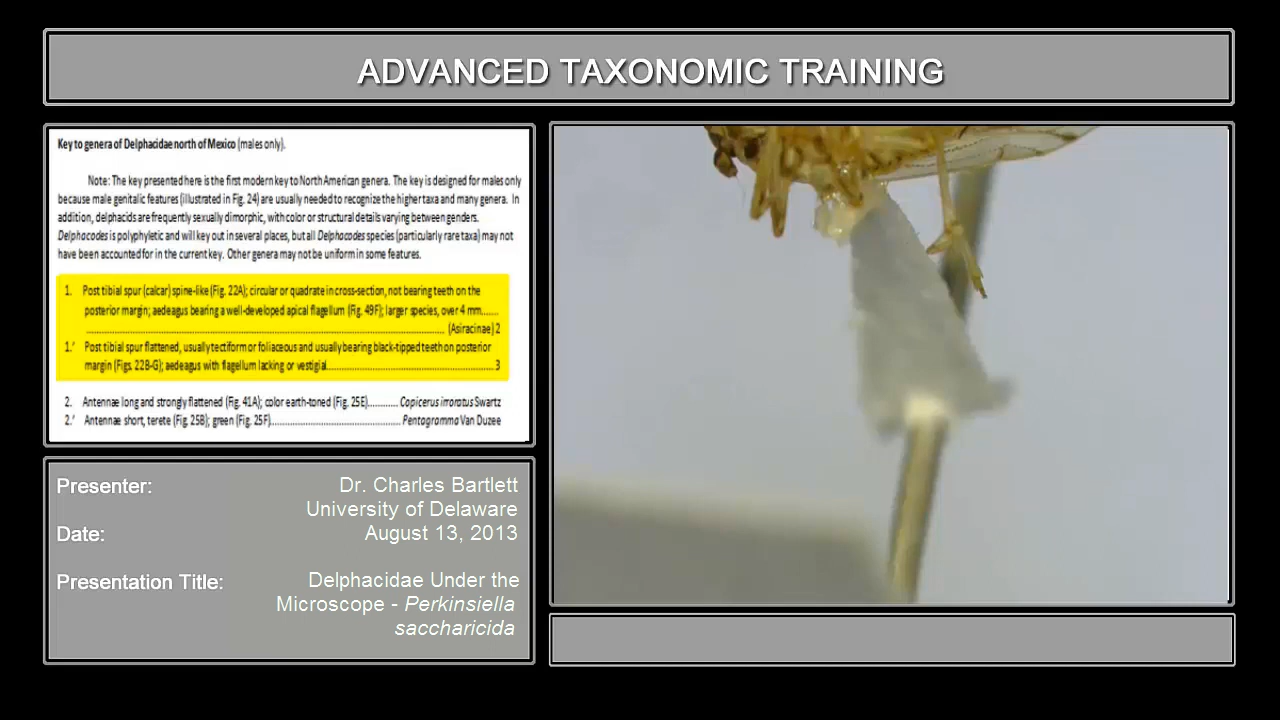 ADVANCED TAXONOMIC TRAINING
Key to genera of Delphacidae north of Mexico (males only).
Note: The key presented here is the first modern key to North American genera. The key is designed for males only
because male genitalic features (illustrated in Fig. 24) are usually needed to recognize the higher taxa and many genera. In
addition, delphacids are frequently sexually dimorphic, with color or structural details varying between genders.
Delphacodes is polyphyletic and will key out in several places, but all Delphacodes species (particularly rare taxa) may not
have been accounted for in the current key. Other genera may not be uniform in some features.
1. Post tibial spur (calcar) spine-like (Fig. 22A); circular or quadrate in cross-section, not bearing teeth on the
posterior margin; aedeagus bearing a well-developed apical flagellum (Fig. 49F); larger species, over 4 mm......
..................................................................................................................... (Asiracinae) 2
1.' Post tibial spur flattened, usually tectiform or foliaceous and usually bearing black-tipped teeth on posterior
margin (Figs. 22B-G); aedeagus with flagellum lacking or vestigial....................................................... 3
2. Antennae long and strongly flattened (Fig. 41A); color earth-toned (Fig. 25E)........... Copicerus irroratus Swartz
2.' Antennae short, terete (Fig. 25B); green (Fig. 25F)........................................... Pentagramma Van Duzee
Presenter: Dr. Charles Bartlett
University of Delaware
Date: August 13, 2013
Presentation Title: Delphacidae Under the
Microscope - Perkinsiella
saccharicida